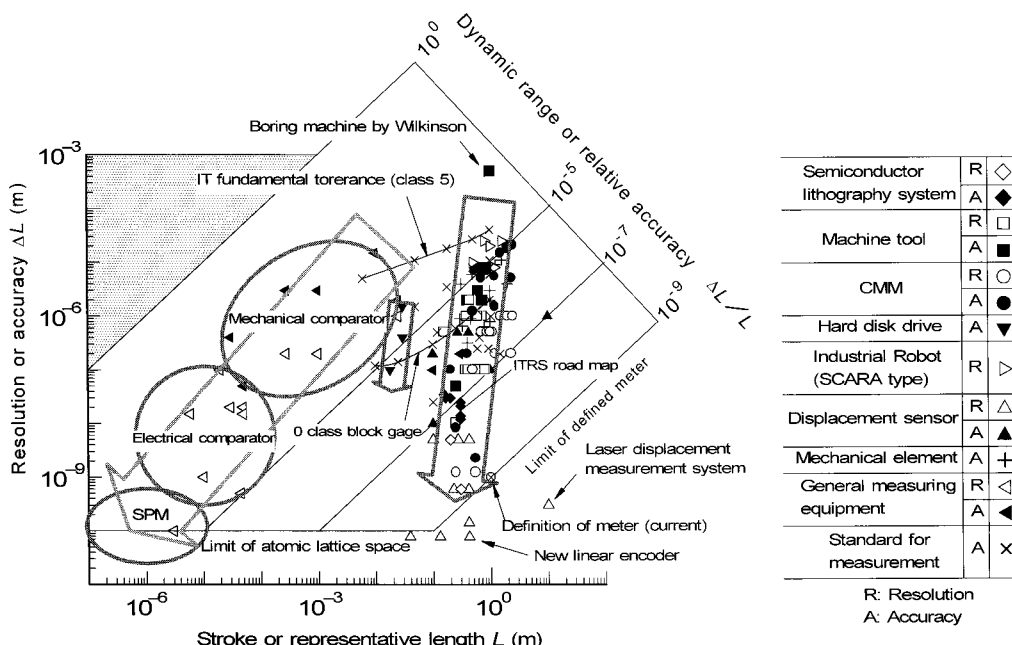 10⁰
Dynamic range or relative accuracy ΔL/L
Boring machine by Wilkinson
10⁻³
IT fundamental torerance (class 5)
10⁻⁵
10⁻⁷
10⁻⁹
Resolution or accuracy ΔL (m)
10⁻⁶
Mechanical comparator
ITRS road map
0 class block gage
Electrical comparator
Limit of defined meter
Laser displacement
measurement system
10⁻⁹
SPM
Definition of meter (current)
Limit of atomic lattice space
New linear encoder
10⁻⁶
10⁻³
10⁰
Stroke or representative length L (m)
Semiconductor
lithography system
R ◇
A ◆
Machine tool
R □
A ■
CMM
R ○
A ●
Hard disk drive A ▼
Industrial Robot
(SCARA type)
R ▷
Displacement sensor
R △
A ▲
Mechanical element A +
General measuring
equipment
R ◁
A ◀
Standard for
measurement
A ×
R: Resolution
A: Accuracy